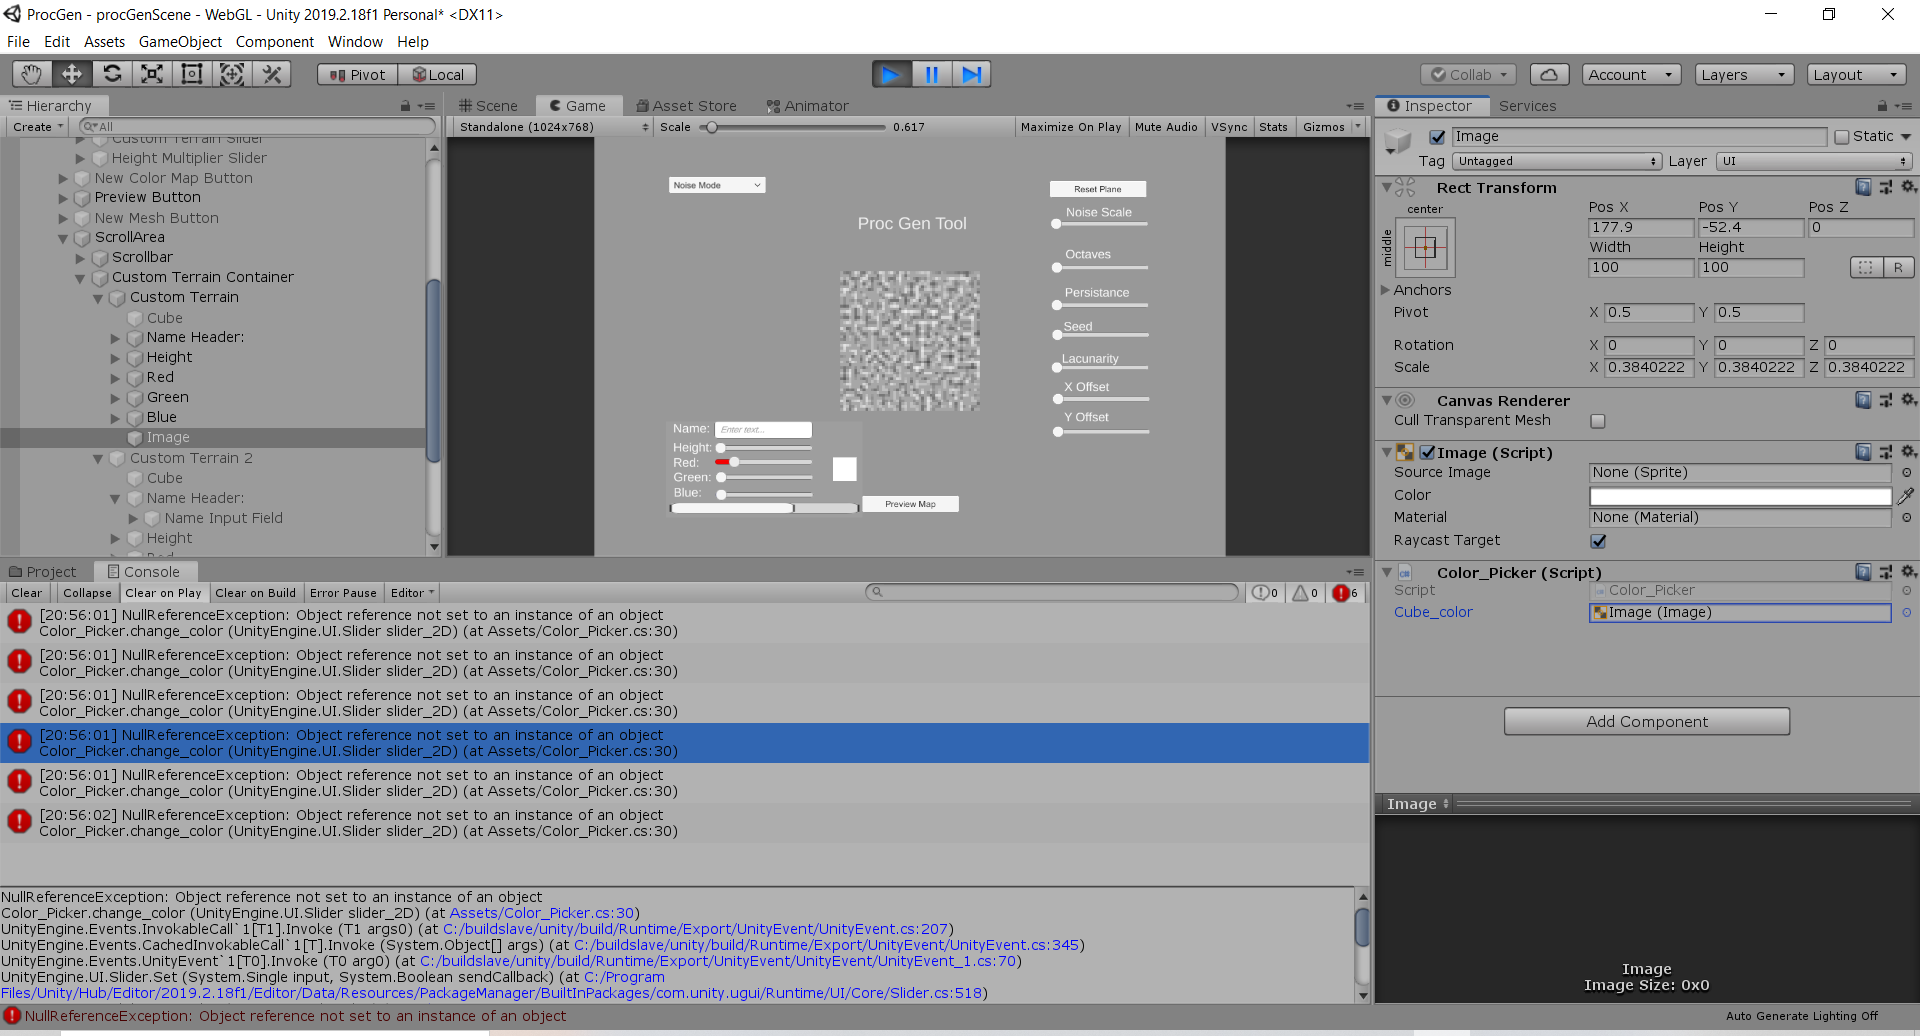 ProcGen - procGenScene - WebGL - Unity 2019.2.18f1 Personal* <DX11>
File Edit Assets GameObject Component Window Help
Pivot Local Collab Account Layers Layout
Hierarchy
Create All
Custom Terrain Slider
Height Multiplier Slider
New Color Map Button
Preview Button
New Mesh Button
ScrollArea
Scrollbar
Custom Terrain Container
Custom Terrain
Cube
Name Header:
Height
Red
Green
Blue
Image
Custom Terrain 2
Cube
Name Header:
Name Input Field
Height
Red
Scene Game Asset Store Animator
Standalone (1024x768) Scale 0.617 Maximize On Play Mute Audio VSync Stats Gizmos
Noise Mode
Proc Gen Tool
Reset Plane
Noise Scale
Octaves
Persistance
Seed
Lacunarity
X Offset
Y Offset
Name: Enter text...
Height:
Red:
Green:
Blue:
Preview Map
Inspector Services
Image Static
Tag Untagged Layer UI
Rect Transform
center
middle
Pos X Pos Y Pos Z
177.9 -52.4 0
Width Height
100 100 R
Anchors
Pivot X 0.5 Y 0.5
Rotation X 0 Y 0 Z 0
Scale X 0.3840222 Y 0.3840222 Z 0.3840222
Canvas Renderer
Cull Transparent Mesh
Image (Script)
Source Image None (Sprite)
Color
Material None (Material)
Raycast Target
Color_Picker (Script)
Script Color_Picker
Cube_color Image (Image)
Add Component
Image
Image
Image Size: 0x0
Auto Generate Lighting Off
Project Console
Clear Collapse Clear on Play Clear on Build Error Pause Editor 0 0 6
[20:56:01] NullReferenceException: Object reference not set to an instance of an object
Color_Picker.change_color (UnityEngine.UI.Slider slider_2D) (at Assets/Color_Picker.cs:30)
[20:56:01] NullReferenceException: Object reference not set to an instance of an object
Color_Picker.change_color (UnityEngine.UI.Slider slider_2D) (at Assets/Color_Picker.cs:30)
[20:56:01] NullReferenceException: Object reference not set to an instance of an object
Color_Picker.change_color (UnityEngine.UI.Slider slider_2D) (at Assets/Color_Picker.cs:30)
[20:56:01] NullReferenceException: Object reference not set to an instance of an object
Color_Picker.change_color (UnityEngine.UI.Slider slider_2D) (at Assets/Color_Picker.cs:30)
[20:56:01] NullReferenceException: Object reference not set to an instance of an object
Color_Picker.change_color (UnityEngine.UI.Slider slider_2D) (at Assets/Color_Picker.cs:30)
[20:56:02] NullReferenceException: Object reference not set to an instance of an object
Color_Picker.change_color (UnityEngine.UI.Slider slider_2D) (at Assets/Color_Picker.cs:30)
NullReferenceException: Object reference not set to an instance of an object
Color_Picker.change_color (UnityEngine.UI.Slider slider_2D) (at Assets/Color_Picker.cs:30)
UnityEngine.Events.InvokableCall`1[T1].Invoke (T1 args0) (at C:/buildslave/unity/build/Runtime/Export/UnityEvent/UnityEvent.cs:207)
UnityEngine.Events.CachedInvokableCall`1[T].Invoke (System.Object[] args) (at C:/buildslave/unity/build/Runtime/Export/UnityEvent/UnityEvent.cs:345)
UnityEngine.Events.UnityEvent`1[T0].Invoke (T0 arg0) (at C:/buildslave/unity/build/Runtime/Export/UnityEvent/UnityEvent/UnityEvent_1.cs:70)
UnityEngine.UI.Slider.Set (System.Single input, System.Boolean sendCallback) (at C:/Program
Files/Unity/Hub/Editor/2019.2.18f1/Editor/Data/Resources/PackageManager/BuiltInPackages/com.unity.ugui/Runtime/UI/Core/Slider.cs:518)
NullReferenceException: Object reference not set to an instance of an object